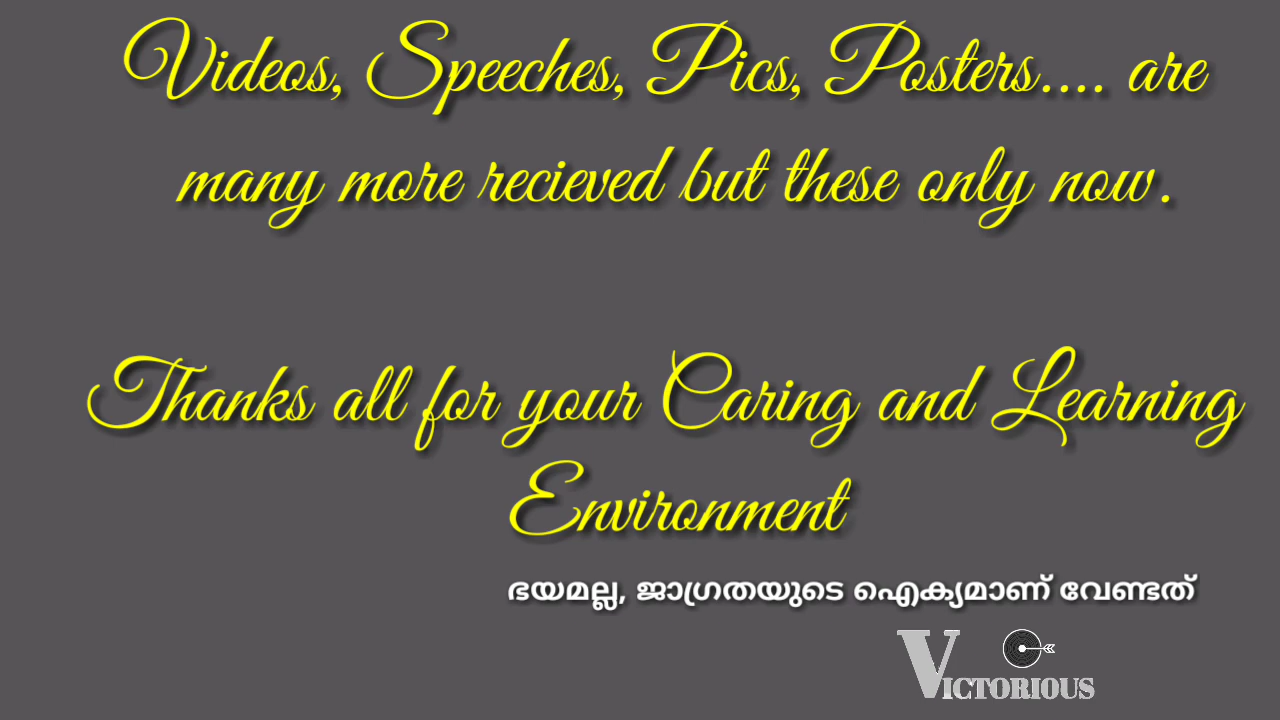 Videos, Speeches, Pics, Posters.... are
many more recieved but these only now.
Thanks all for your Caring and Learning
Environment
ഭയമല്ല, ജാഗ്രതയുടെ ഐക്യമാണ് വേണ്ടത്
VICTORIOUS